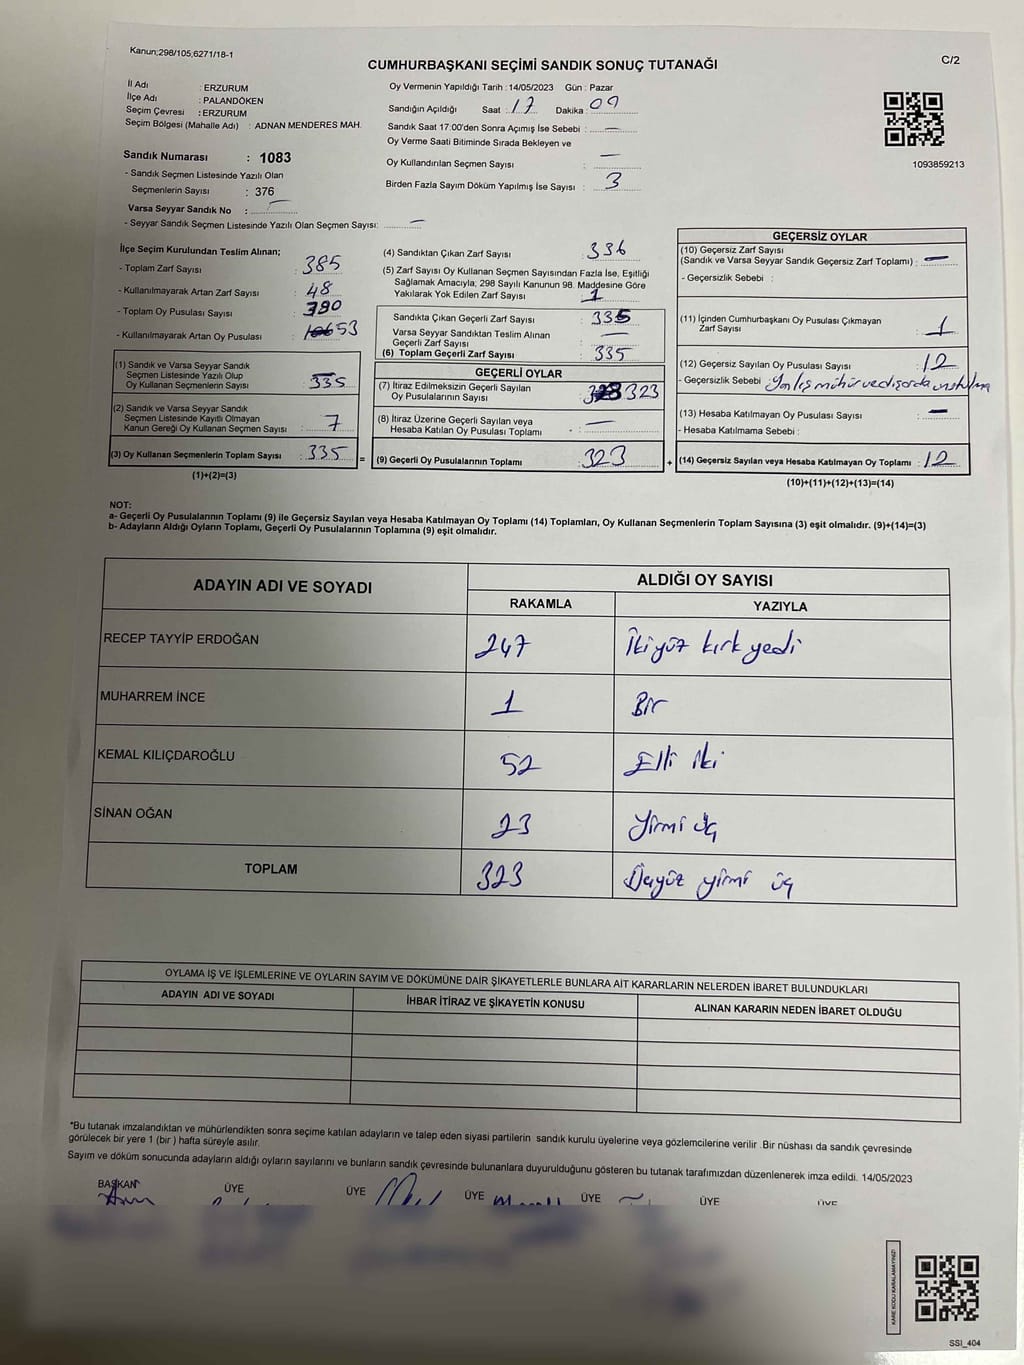 Kanun;298/105,6271/18-1
C/2
CUMHURBAŞKANI SEÇİMİ SANDIK SONUÇ TUTANAĞI
İl Adı : ERZURUM
İlçe Adı : PALANDÖKEN
Seçim Çevresi : ERZURUM
Seçim Bölgesi (Mahalle Adı) : ADNAN MENDERES MAH.
Sandık Numarası : 1083
- Sandık Seçmen Listesinde Yazılı Olan
Seçmenlerin Sayısı : 376
Varsa Seyyar Sandık No : –
- Seyyar Sandık Seçmen Listesinde Yazılı Olan Seçmen Sayısı: –
Oy Vermenin Yapıldığı Tarih : 14/05/2023 Gün : Pazar
Sandığın Açıldığı Saat : 17 Dakika : 09
Sandık Saat 17:00'den Sonra Açımış İse Sebebi : –
Oy Verme Saati Bitiminde Sırada Bekleyen ve
Oy Kullandırılan Seçmen Sayısı : –
Birden Fazla Sayım Döküm Yapılmış İse Sayısı : 3
1093859213
İlçe Seçim Kurulundan Teslim Alınan;
- Toplam Zarf Sayısı : 385
- Kullanılmayarak Artan Zarf Sayısı : 48
- Toplam Oy Pusulası Sayısı : 390
- Kullanılmayarak Artan Oy Pusulası : 53
(1) Sandık ve Varsa Seyyar Sandık
Seçmen Listesinde Yazılı Olup
Oy Kullanan Seçmenlerin Sayısı : 335
(2) Sandık ve Varsa Seyyar Sandık
Seçmen Listesinde Kayıtlı Olmayan
Kanun Gereği Oy Kullanan Seçmen Sayısı : 7
(3) Oy Kullanan Seçmenlerin Toplam Sayısı : 335 =
(1)+(2)=(3)
(4) Sandıktan Çıkan Zarf Sayısı : 336
(5) Zarf Sayısı Oy Kullanan Seçmen Sayısından Fazla İse, Eşitliği
Sağlamak Amacıyla; 298 Sayılı Kanunun 98. Maddesine Göre
Yakılarak Yok Edilen Zarf Sayısı : 1
Sandıkta Çıkan Geçerli Zarf Sayısı : 335
Varsa Seyyar Sandıktan Teslim Alınan
Geçerli Zarf Sayısı : –
(6) Toplam Geçerli Zarf Sayısı : 335
GEÇERLİ OYLAR
(7) İtiraz Edilmeksizin Geçerli Sayılan
Oy Pusulalarının Sayısı : 323
(8) İtiraz Üzerine Geçerli Sayılan veya
Hesaba Katılan Oy Pusulası Toplamı : –
(9) Geçerli Oy Pusulalarının Toplamı : 323 +
GEÇERSİZ OYLAR
(10) Geçersiz Zarf Sayısı
(Sandık ve Varsa Seyyar Sandık Geçersiz Zarf Toplamı) : –
- Geçersizlik Sebebi :
(11) İçinden Cumhurbaşkanı Oy Pusulası Çıkmayan
Zarf Sayısı : 1
(12) Geçersiz Sayılan Oy Pusulası Sayısı : 12
- Geçersizlik Sebebi : Yanlış mühür ve dışarda
(13) Hesaba Katılmayan Oy Pusulası Sayısı : –
- Hesaba Katılmama Sebebi :
(14) Geçersiz Sayılan veya Hesaba Katılmayan Oy Toplamı : 12
(10)+(11)+(12)+(13)=(14)
NOT:
a- Geçerli Oy Pusulalarının Toplamı (9) ile Geçersiz Sayılan veya Hesaba Katılmayan Oy Toplamı (14) Toplamları, Oy Kullanan Seçmenlerin Toplam Sayısına (3) eşit olmalıdır. (9)+(14)=(3)
b- Adayların Aldığı Oyların Toplamı, Geçerli Oy Pusulalarının Toplamına (9) eşit olmalıdır.
ADAYIN ADI VE SOYADI ALDIĞI OY SAYISI
RAKAMLA YAZIYLA
RECEP TAYYİP ERDOĞAN 247 İkiyüz kırk yedi
MUHARREM İNCE 1 Bir
KEMAL KILIÇDAROĞLU 52 Elli iki
SİNAN OĞAN 23 Yirmi üç
TOPLAM 323 Üçyüz yirmi üç
OYLAMA İŞ VE İŞLEMLERİNE VE OYLARIN SAYIM VE DÖKÜMÜNE DAİR ŞİKAYETLERLE BUNLARA AİT KARARLARIN NELERDEN İBARET BULUNDUKLARI
ADAYIN ADI VE SOYADI İHBAR İTİRAZ VE ŞİKAYETİN KONUSU ALINAN KARARIN NEDEN İBARET OLDUĞU
*Bu tutanak imzalandıktan ve mühürlendikten sonra seçime katılan adayların ve talep eden siyasi partilerin sandık kurulu üyelerine veya gözlemcilerine verilir .Bir nüshası da sandık çevresinde
görülecek bir yere 1 (bir ) hafta süreyle asılır.
Sayım ve döküm sonucunda adayların aldığı oyların sayılarını ve bunların sandık çevresinde bulunanlara duyurulduğunu gösteren bu tutanak tarafımızdan düzenlenerek imza edildi. 14/05/2023
BAŞKAN ÜYE ÜYE ÜYE ÜYE ÜYE ÜYE
KARE KODU KARALAMAYINIZ!
SSI_404